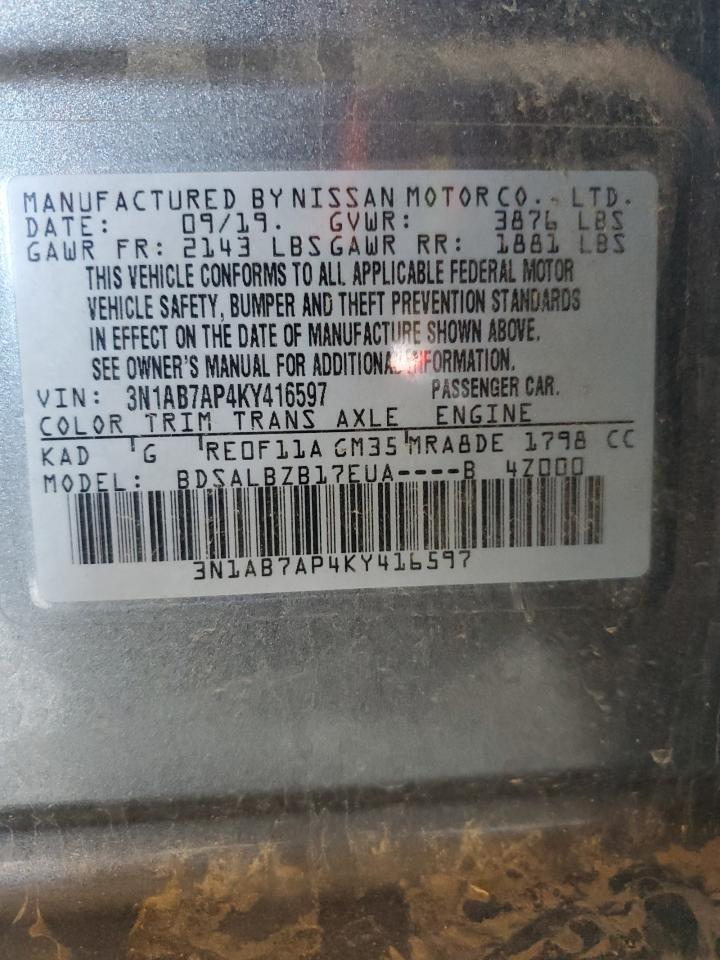 MANUFACTURED BY NISSAN MOTOR CO., LTD.
DATE: 09/19. GVWR: 3876 LBS
GAWR FR: 2143 LBS GAWR RR: 1881 LBS
THIS VEHICLE CONFORMS TO ALL APPLICABLE FEDERAL MOTOR
VEHICLE SAFETY, BUMPER AND THEFT PREVENTION STANDARDS
IN EFFECT ON THE DATE OF MANUFACTURE SHOWN ABOVE.
SEE OWNER'S MANUAL FOR ADDITIONAL INFORMATION.
VIN: 3N1AB7AP4KY416597 PASSENGER CAR.
COLOR TRIM TRANS AXLE ENGINE
KAD G RE0F11A GM35 MRA8DE 1798 CC
MODEL: BDSALBZB17EUA----B 4Z000
3N1AB7AP4KY416597